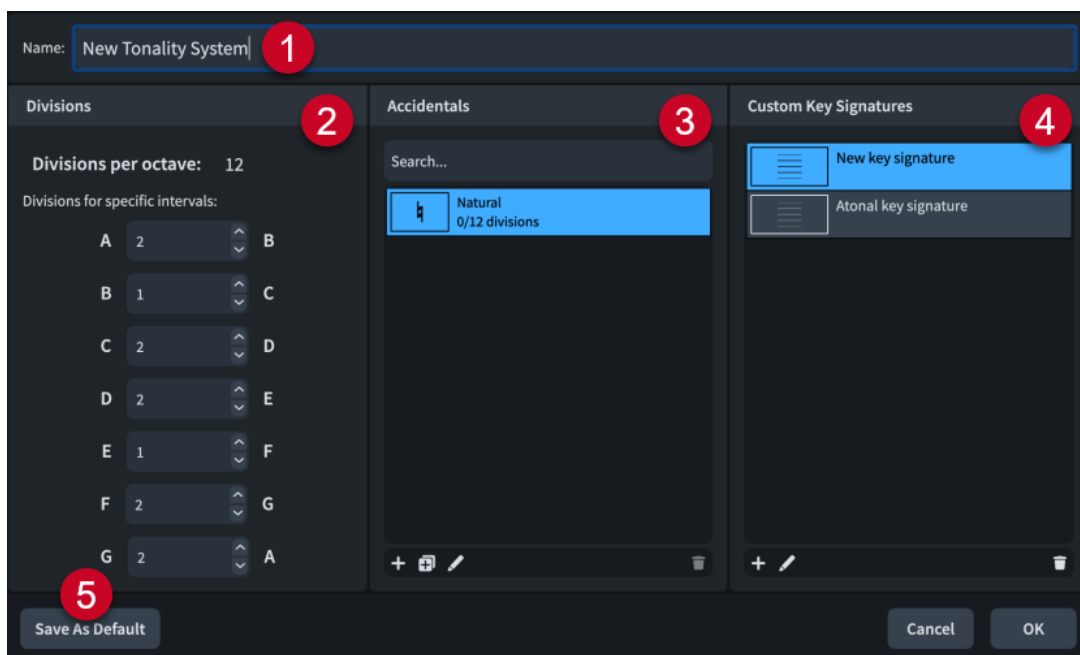 Name: New Tonality System 1
Divisions 2
Divisions per octave: 12
Divisions for specific intervals:
A 2 B
B 1 C
C 2 D
D 2 E
E 1 F
F 2 G
G 2 A
Accidentals 3
Search...
Natural
0/12 divisions
Custom Key Signatures 4
New key signature
Atonal key signature
5
Save As Default
Cancel OK